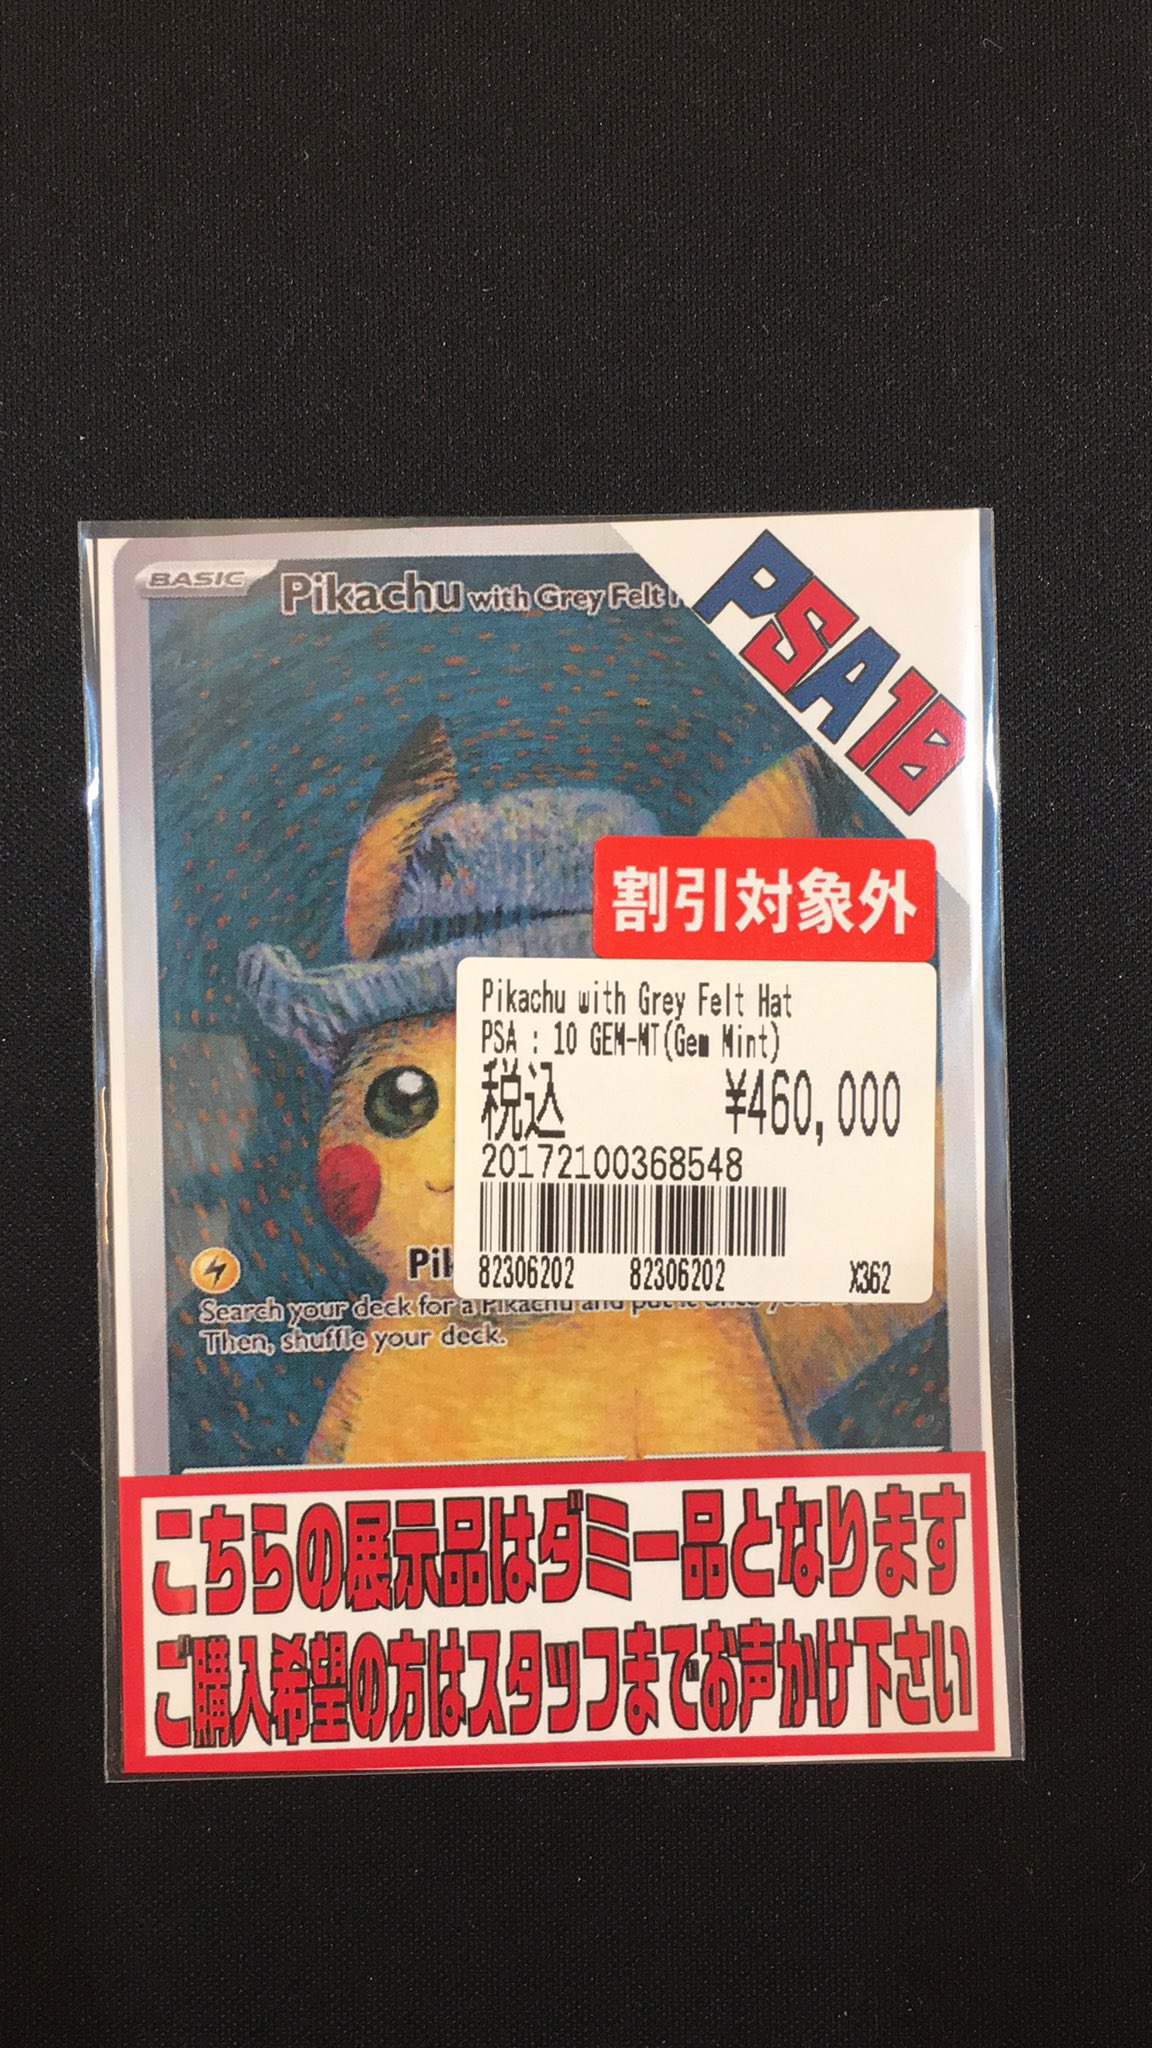 BASIC
Pikachu with Grey Felt
PSA10
割引対象外
Pikachu with Grey Felt Hat
PSA : 10 GEM-MT(Gem Mint)
税込 ¥460,000
20172100368548
82306202 82306202 X362
Search your deck for a Pikachu and put it onto your
Then, shuffle your deck.
こちらの展示品はダミー品となります
ご購入希望の方はスタッフまでお声かけ下さい